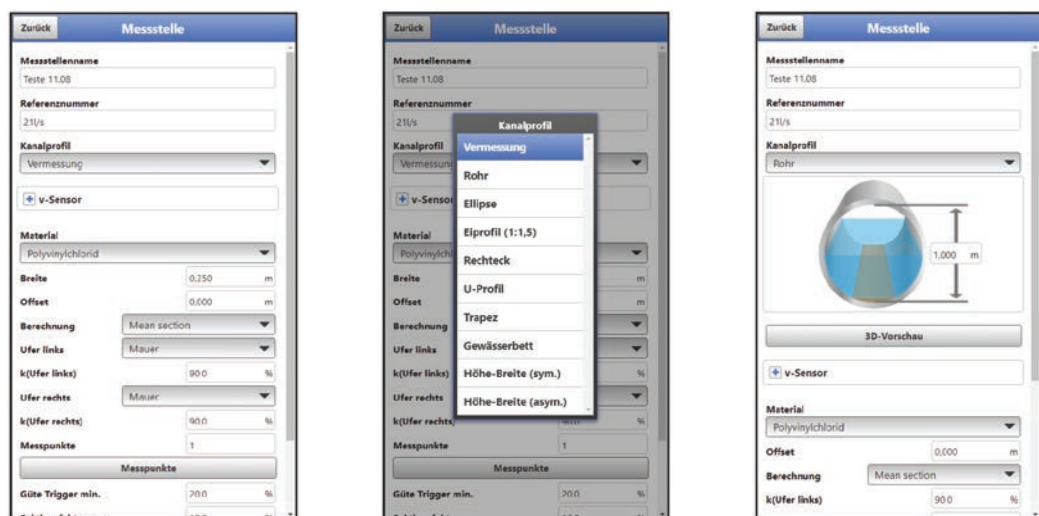 Zurück Messstelle
Messstellenname
Teste 11.08
Referenznummer
21l/s
Kanalprofil
Vermessung
v-Sensor
Material
Polyvinylchlorid
Breite 0,250 m
Offset 0,000 m
Berechnung Mean section
Ufer links Mauer
k(Ufer links) 90.0 %
Ufer rechts Mauer
k(Ufer rechts) 90.0 %
Messpunkte 1
Messpunkte
Güte Trigger min. 20.0 %
Zurück Messstelle
Messstellenname
Teste 11.08
Referenznummer
21l/s
Kanalprofil
Kanalprofil
Vermessung
Vermessung
Rohr
v-Sensor
Ellipse
Material
Eiprofil (1:1,5)
Polyvinylchl
Rechteck
Breite m
U-Profil
Offset m
Trapez
Berechnung
Gewässerbett
Ufer links
Höhe-Breite (sym.)
k(Ufer links) %
Ufer rechts
Höhe-Breite (asym.)
k(Ufer rechts) 90.0 %
Messpunkte 1
Messpunkte
Güte Trigger min. 20.0 %
Zurück Messstelle
Messstellenname
Teste 11.08
Referenznummer
21l/s
Kanalprofil
Rohr
1,000 m
3D-Vorschau
v-Sensor
Material
Polyvinylchlorid
Offset 0,000 m
Berechnung Mean section
k(Ufer links) 90.0 %